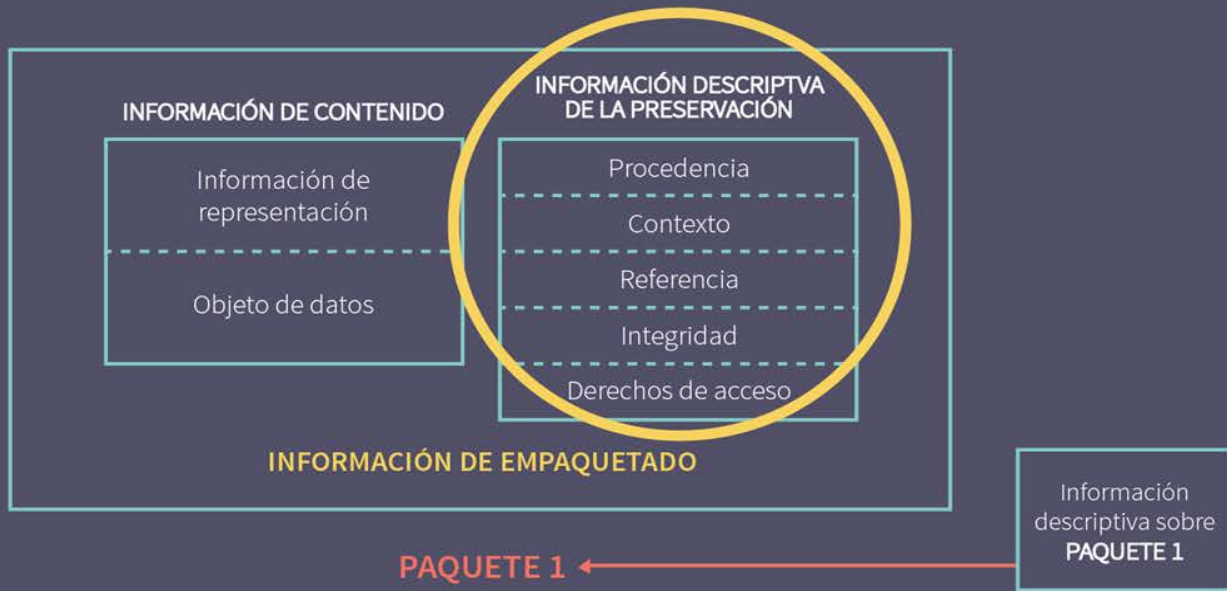 INFORMACIÓN DE CONTENIDO
Información de
representación
Objeto de datos
INFORMACIÓN DESCRIPTVA
DE LA PRESERVACIÓN
Procedencia
Contexto
Referencia
Integridad
Derechos de acceso
INFORMACIÓN DE EMPAQUETADO
PAQUETE 1
Información
descriptiva sobre
PAQUETE 1